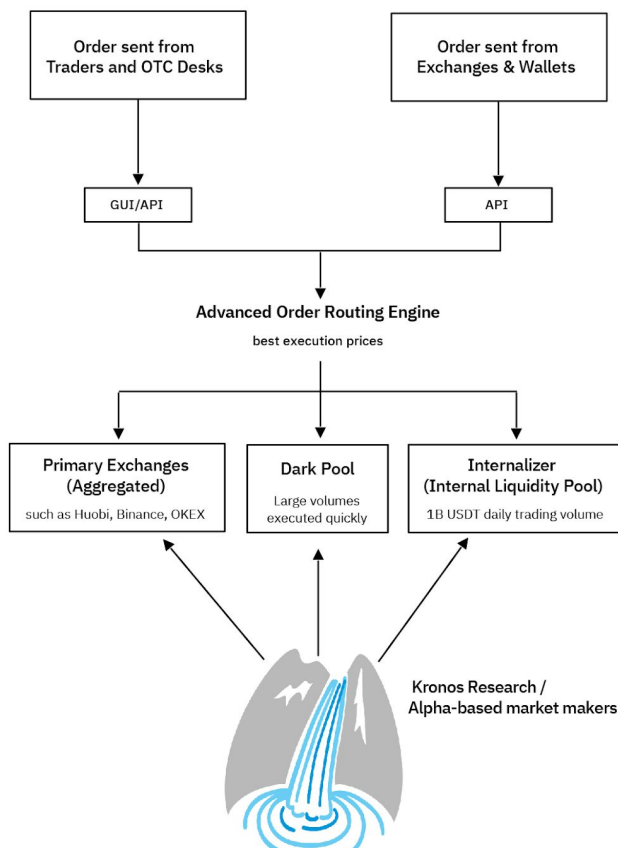 Order sent from
Traders and OTC Desks
Order sent from
Exchanges & Wallets
GUI/API
API
Advanced Order Routing Engine
best execution prices
Primary Exchanges
(Aggregated)
such as Huobi, Binance, OKEX
Dark Pool
Large volumes
executed quickly
Internalizer
(Internal Liquidity Pool)
1B USDT daily trading volume
Kronos Research /
Alpha-based market makers